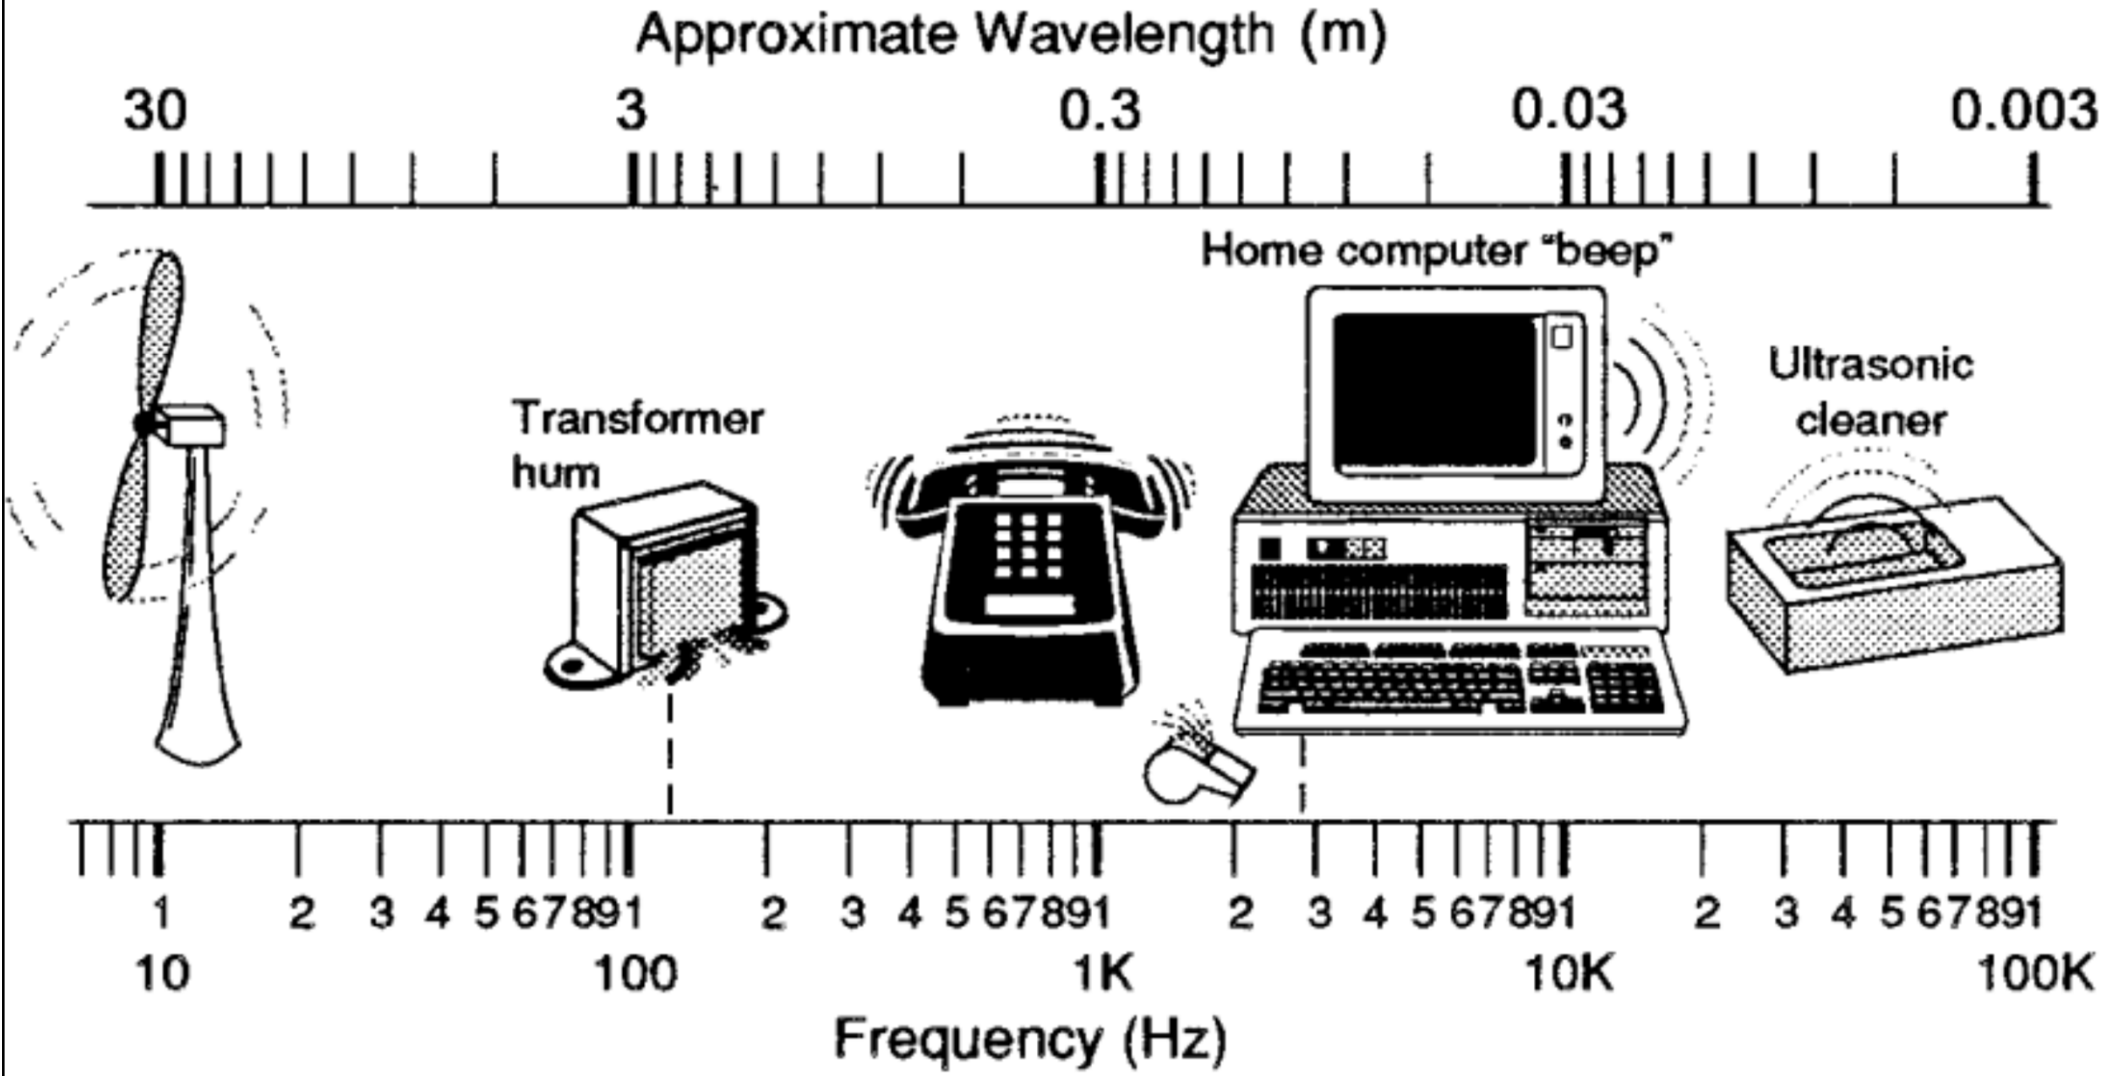 Approximate Wavelength (m)
30 3 0.3 0.03 0.003
Home computer “beep”
Ultrasonic
cleaner
Transformer
hum
1 2 3 4 5 6 7 8 9 1 2 3 4 5 6 7 8 9 1 2 3 4 5 6 7 8 9 1 2 3 4 5 6 7 8 9 1
10 100 1K 10K 100K
Frequency (Hz)